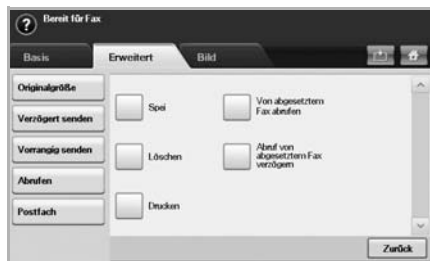 Bereit für Fax
Basis
Erweitert
Bild
Originalgröße
Verzögert senden
Vorrangig senden
Abrufen
Postfach
Spei
Von abgesetztem
Fax abrufen
Löschen
Abruf von
abgesetztem Fax
verzögern
Drucken
Zurück